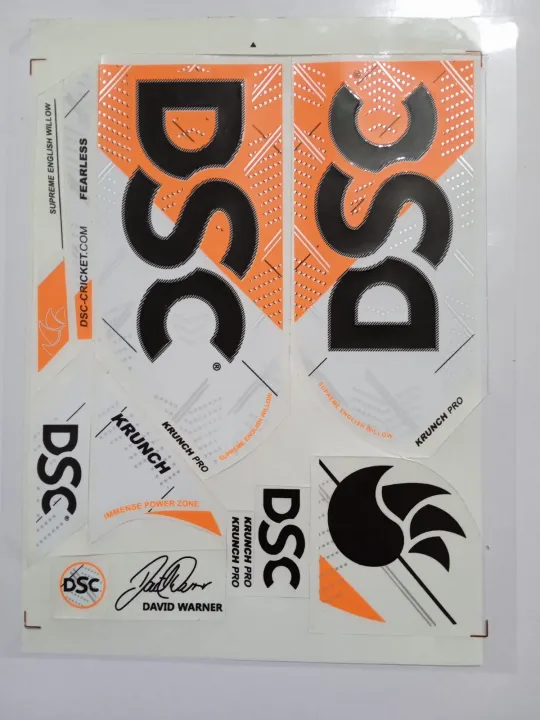 SUPREME ENGLISH WILLOW
FEARLESS
DSC-CRICKET.COM
DSC
®
SUPREME ENGLISH WILLOW
KRUNCH PRO
DSC
®
SUPREME ENGLISH WILLOW
KRUNCH PRO
DSC
®
KRUNCH
IMMENSE POWER ZONE
KRUNCH PRO
KRUNCH PRO
DSC
DSC
DAVID WARNER